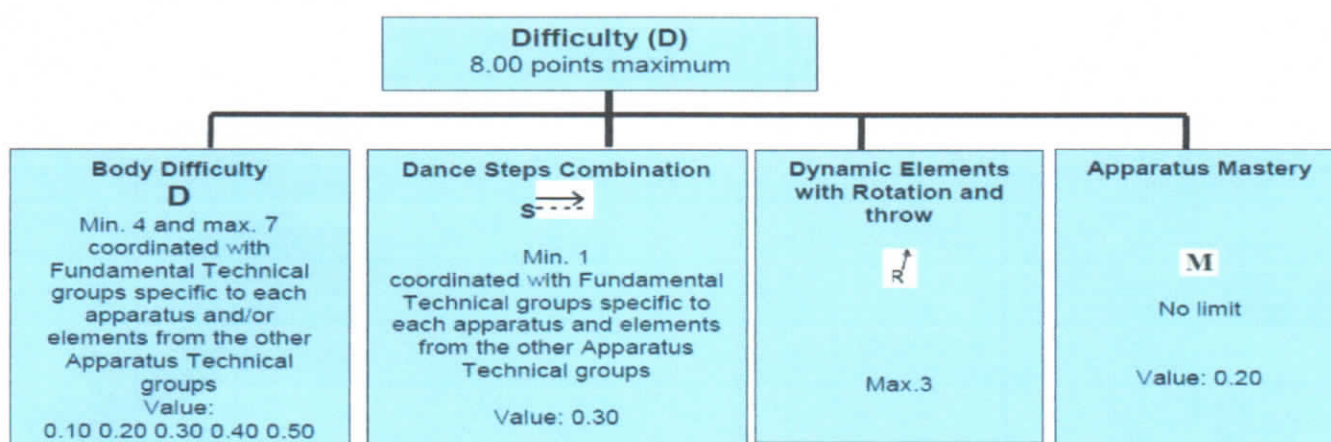 Difficulty (D)
8.00 points maximum
Body Difficulty
D
Min. 4 and max. 7
coordinated with
Fundamental Technical
groups specific to each
apparatus and/or
elements from the other
Apparatus Technical
groups
Value:
0.10 0.20 0.30 0.40 0.50
Dance Steps Combination
S
Min. 1
coordinated with Fundamental
Technical groups specific to
each apparatus and elements
from the other Apparatus
Technical groups
Value: 0.30
Dynamic Elements
with Rotation and
throw
R
Max.3
Apparatus Mastery
M
No limit
Value: 0.20